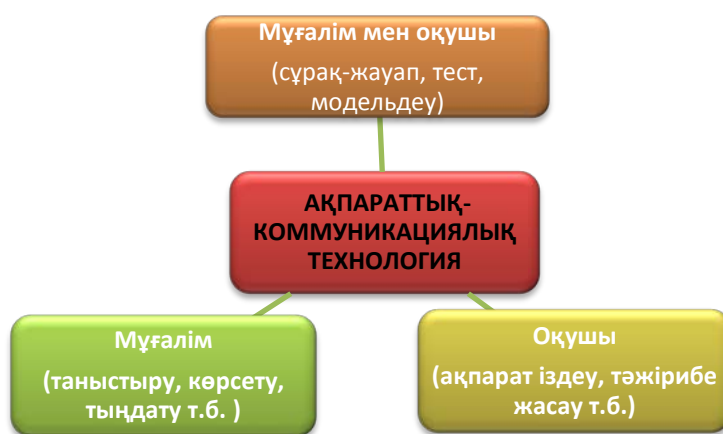 Мұғалім мен оқушы
(сұрақ-жауап, тест,
модельдеу)
АҚПАРАТТЫҚ-
КОММУНИКАЦИЯЛЫҚ
ТЕХНОЛОГИЯ
Мұғалім
(таныстыру, көрсету,
тыңдату т.б. )
Оқушы
(ақпарат іздеу, тәжірибе
жасау т.б.)